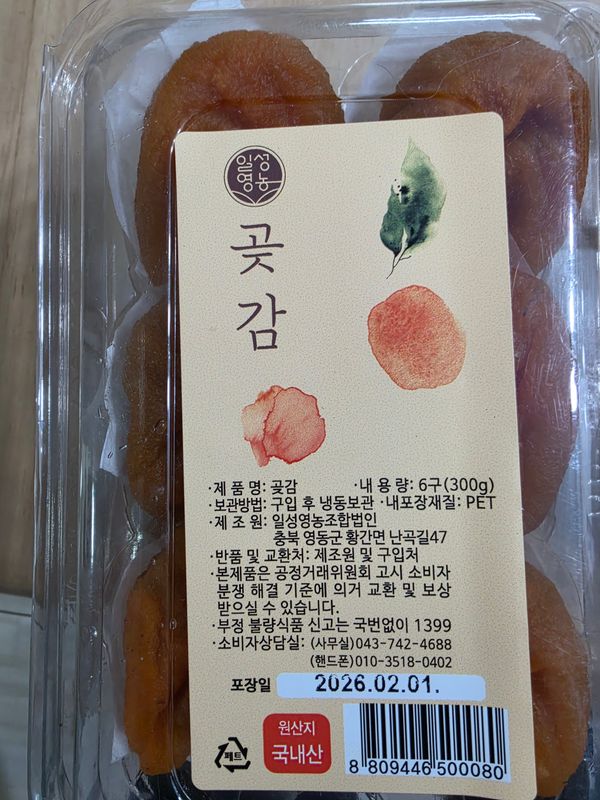 일성
영농
곶
감
·제 품 명: 곶감 ·내 용 량: 6구(300g)
·보관방법: 구입 후 냉동보관 ·내포장재질: PET
·제 조 원: 일성영농조합법인
충북 영동군 황간면 난곡길47
·반품 및 교환처: 제조원 및 구입처
·본제품은 공정거래위원회 고시 소비자
분쟁 해결 기준에 의거 교환 및 보상
받으실 수 있습니다.
·부정 불량식품 신고는 국번없이 1399
·소비자상담실: (사무실)043-742-4688
(핸드폰)010-3518-0402
포장일 2026.02.01.
페트
원산지
국내산
8 809446 500080